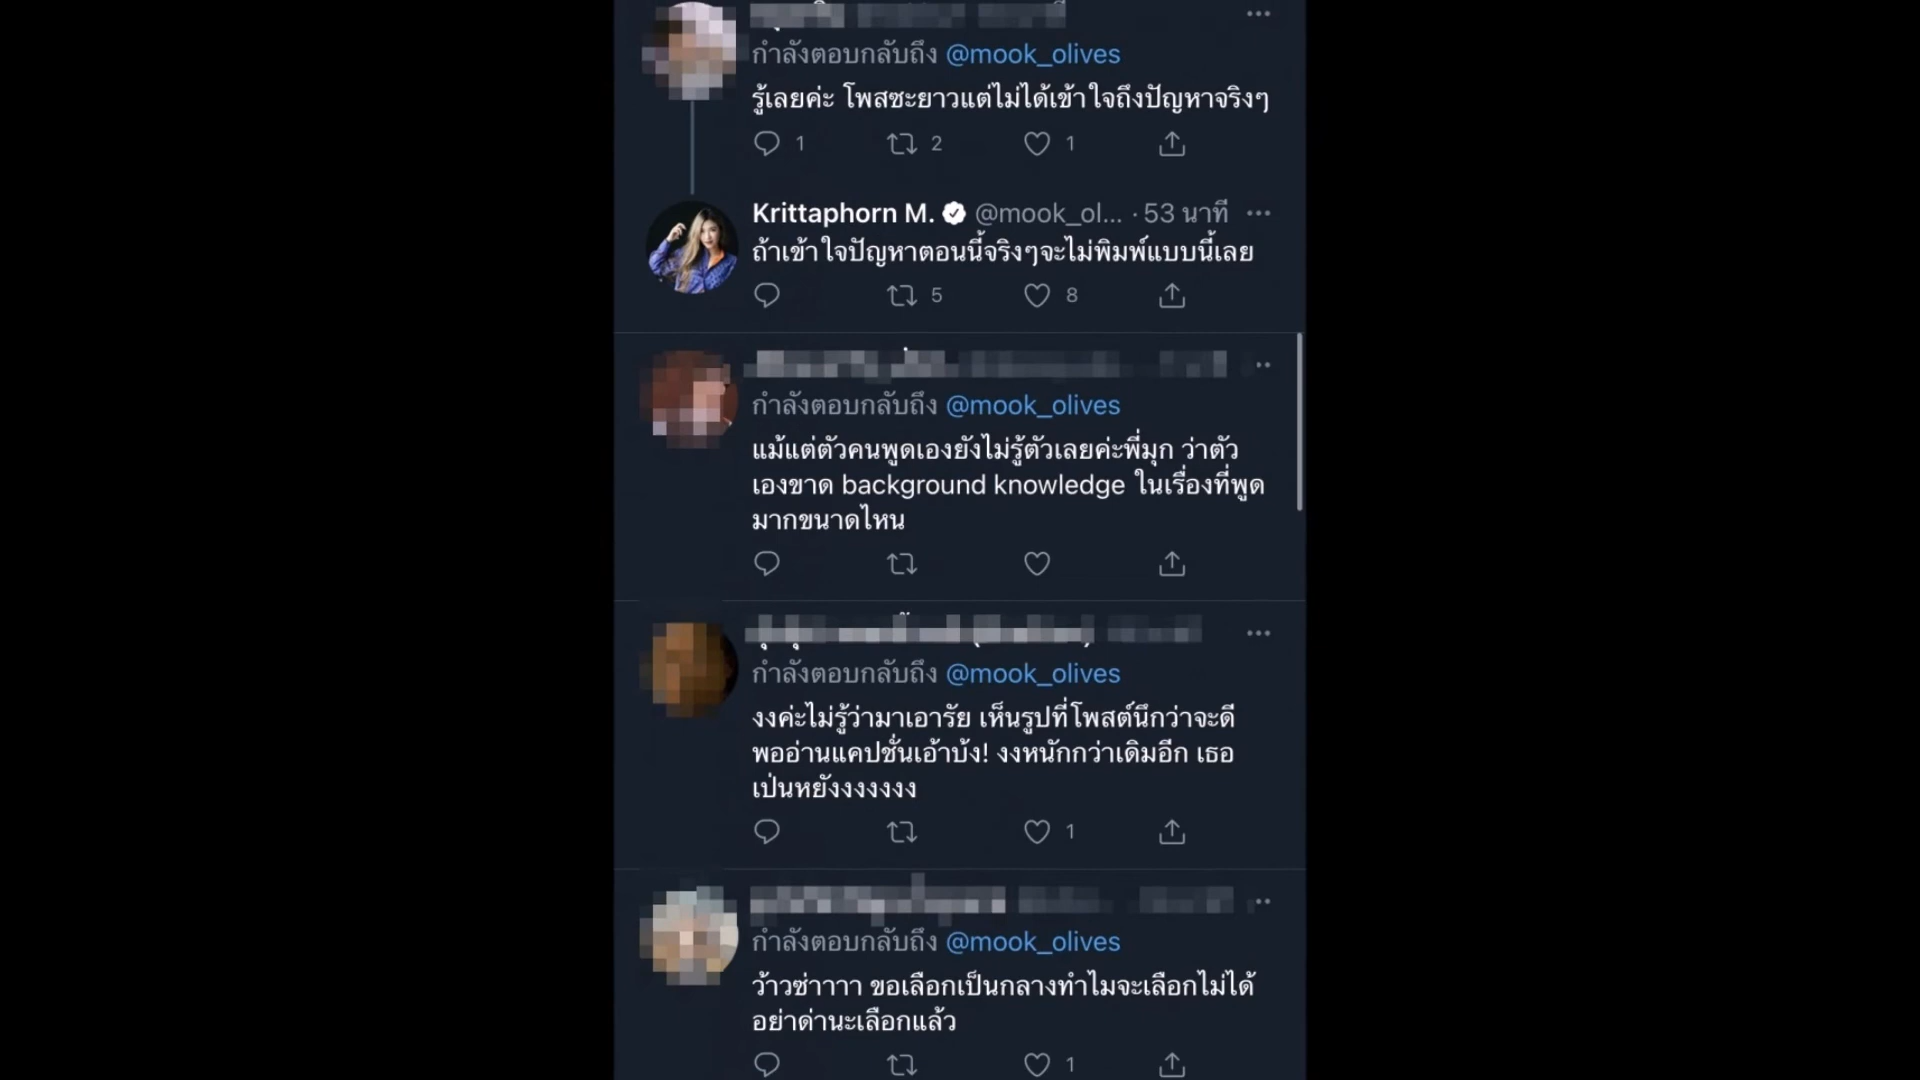 กำลังตอบกลับถึง @mook_olives
รู้เลยค่ะ โพสซะยาวแต่ไม่ได้เข้าใจถึงปัญหาจริงๆ
1 2 1
Krittaphorn M. @mook_ol... · 53 นาที
ถ้าเข้าใจปัญหาตอนนี้จริงๆจะไม่พิมพ์แบบนี้เลย
5 8
กำลังตอบกลับถึง @mook_olives
แม้แต่ตัวคนพูดเองยังไม่รู้ตัวเลยค่ะพี่มุก ว่าตัว
เองขาด background knowledge ในเรื่องที่พูด
มากขนาดไหน
กำลังตอบกลับถึง @mook_olives
งงค่ะไม่รู้ว่ามาเอารัย เห็นรูปที่โพสต์นึกว่าจะดี
พออ่านแคปชั่นเอ้าบ้ง! งงหนักกว่าเดิมอีก เธอ
เป่นหยังงงงงงง
1
กำลังตอบกลับถึง @mook_olives
ว้าวซ่าาาา ขอเลือกเป็นกลางทำไมจะเลือกไม่ได้
อย่าด่านะเลือกแล้ว
1